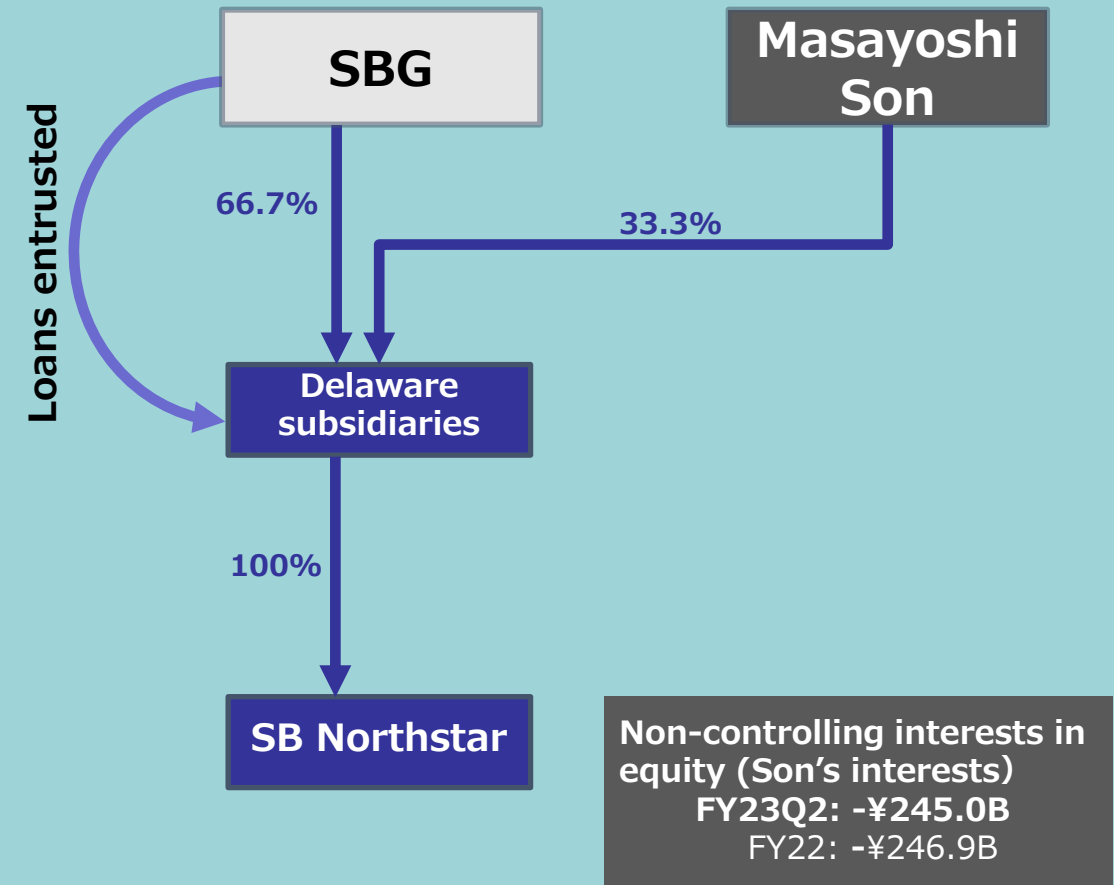 SBG
Masayoshi
Son
Loans entrusted
66.7%
33.3%
Delaware
subsidiaries
100%
SB Northstar
Non-controlling interests in
equity (Son’s interests)
FY23Q2: -¥245.0B
FY22: -¥246.9B